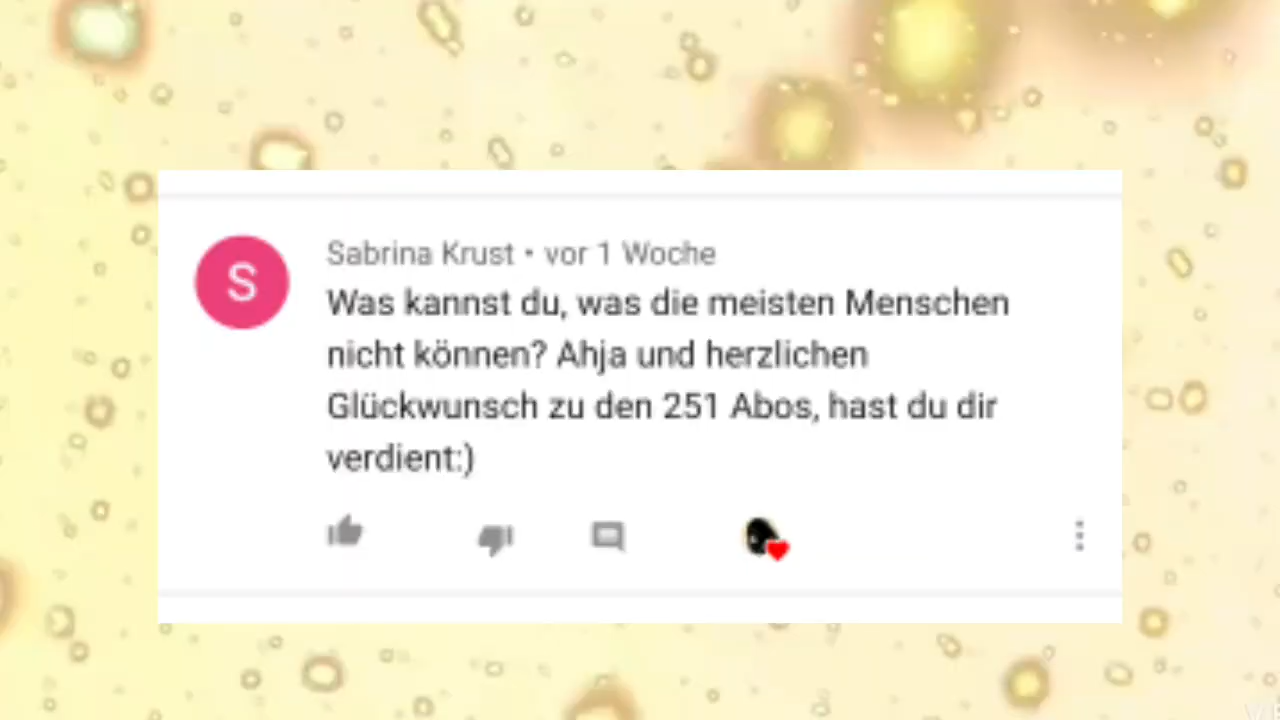 S
Sabrina Krust • vor 1 Woche
Was kannst du, was die meisten Menschen
nicht können? Ahja und herzlichen
Glückwunsch zu den 251 Abos, hast du dir
verdient:)